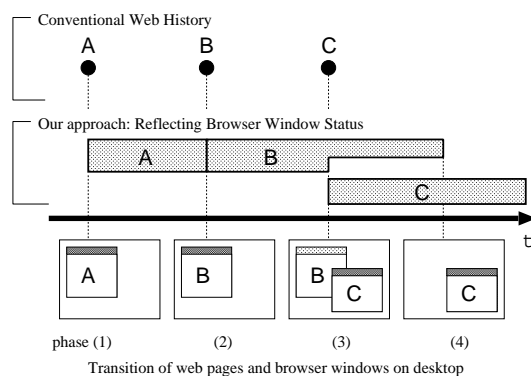 Conventional Web History
A B C
Our approach: Reflecting Browser Window Status
A B
C
t
A B B C C
phase (1) (2) (3) (4)
Transition of web pages and browser windows on desktop